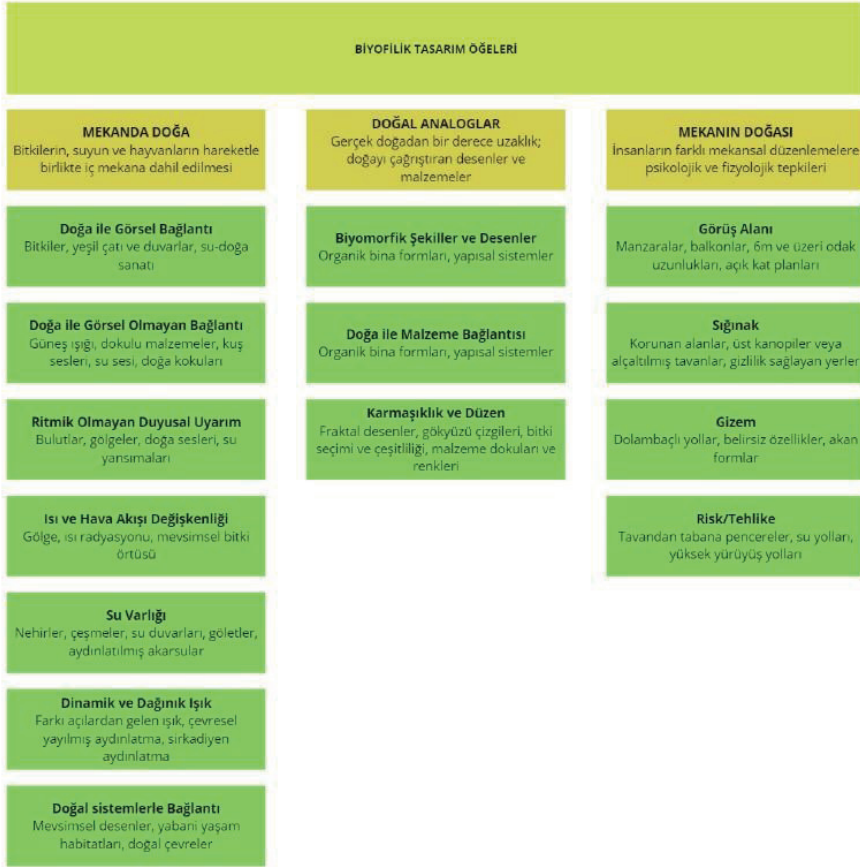 BİYOFİLİK TASARIM ÖĞELERİ
MEKANDA DOĞA
Bitkilerin, suyun ve hayvanların hareketle
birlikte iç mekana dahil edilmesi
Doğa ile Görsel Bağlantı
Bitkiler, yeşil çatı ve duvarlar, su-doğa
sanatı
Doğa ile Görsel Olmayan Bağlantı
Güneş ışığı, dokulu malzemeler, kuş
sesleri, su sesi, doğa kokuları
Ritmik Olmayan Duyusal Uyarım
Bulutlar, gölgeler, doğa sesleri, su
yansımaları
Isı ve Hava Akışı Değişkenliği
Gölge, ısı radyasyonu, mevsimsel bitki
örtüsü
Su Varlığı
Nehirler, çeşmeler, su duvarları, göletler,
aydınlatılmış akarsular
Dinamik ve Dağınık Işık
Farkı açılardan gelen ışık, çevresel
yayılmış aydınlatma, sirkadiyen
aydınlatma
Doğal sistemlerle Bağlantı
Mevsimsel desenler, yabani yaşam
habitatları, doğal çevreler
DOĞAL ANALOGLAR
Gerçek doğadan bir derece uzaklık;
doğayı çağrıştıran desenler ve
malzemeler
Biyomorfik Şekiller ve Desenler
Organik bina formları, yapısal sistemler
Doğa ile Malzeme Bağlantısı
Organik bina formları, yapısal sistemler
Karmaşıklık ve Düzen
Fraktal desenler, gökyüzü çizgileri, bitki
seçimi ve çeşitliliği, malzeme dokuları ve
renkleri
MEKANIN DOĞASI
İnsanların farklı mekansal düzenlemelere
psikolojik ve fizyolojik tepkileri
Görüş Alanı
Manzaralar, balkonlar, 6m ve üzeri odak
uzunlukları, açık kat planları
Sığınak
Korunan alanlar, üst kanopiler veya
alçaltılmış tavanlar, gizlilik sağlayan yerler
Gizem
Dolambaçlı yollar, belirsiz özellikler, akan
formlar
Risk/Tehlike
Tavandan tabana pencereler, su yolları,
yüksek yürüyüş yolları